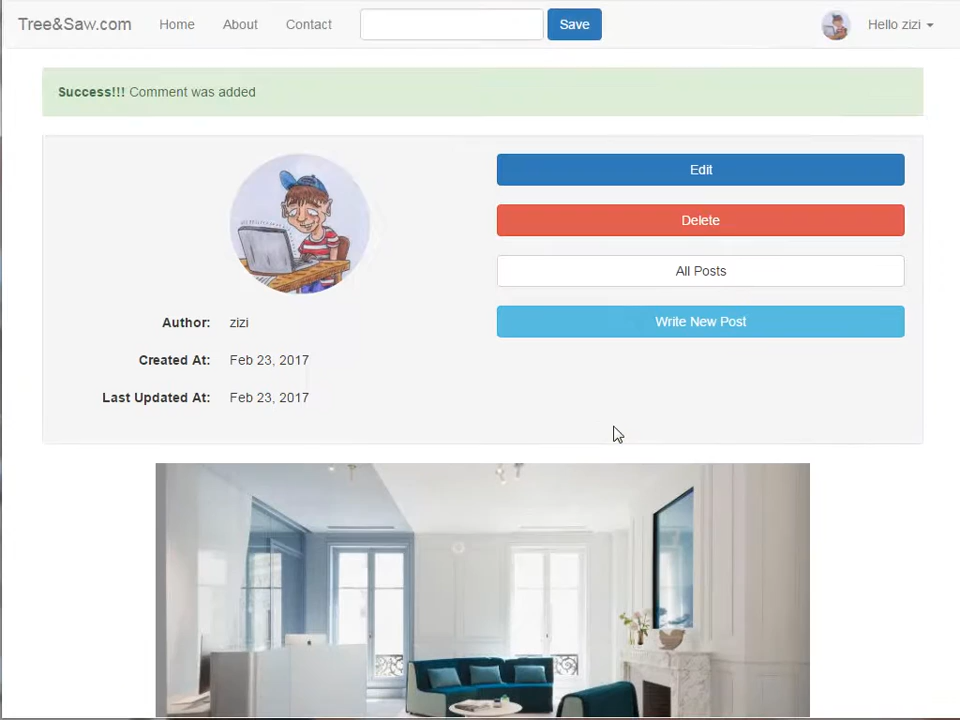 Tree&Saw.com Home About Contact Save Hello zizi
Success!!! Comment was added
Edit
Delete
All Posts
Write New Post
Author: zizi
Created At: Feb 23, 2017
Last Updated At: Feb 23, 2017